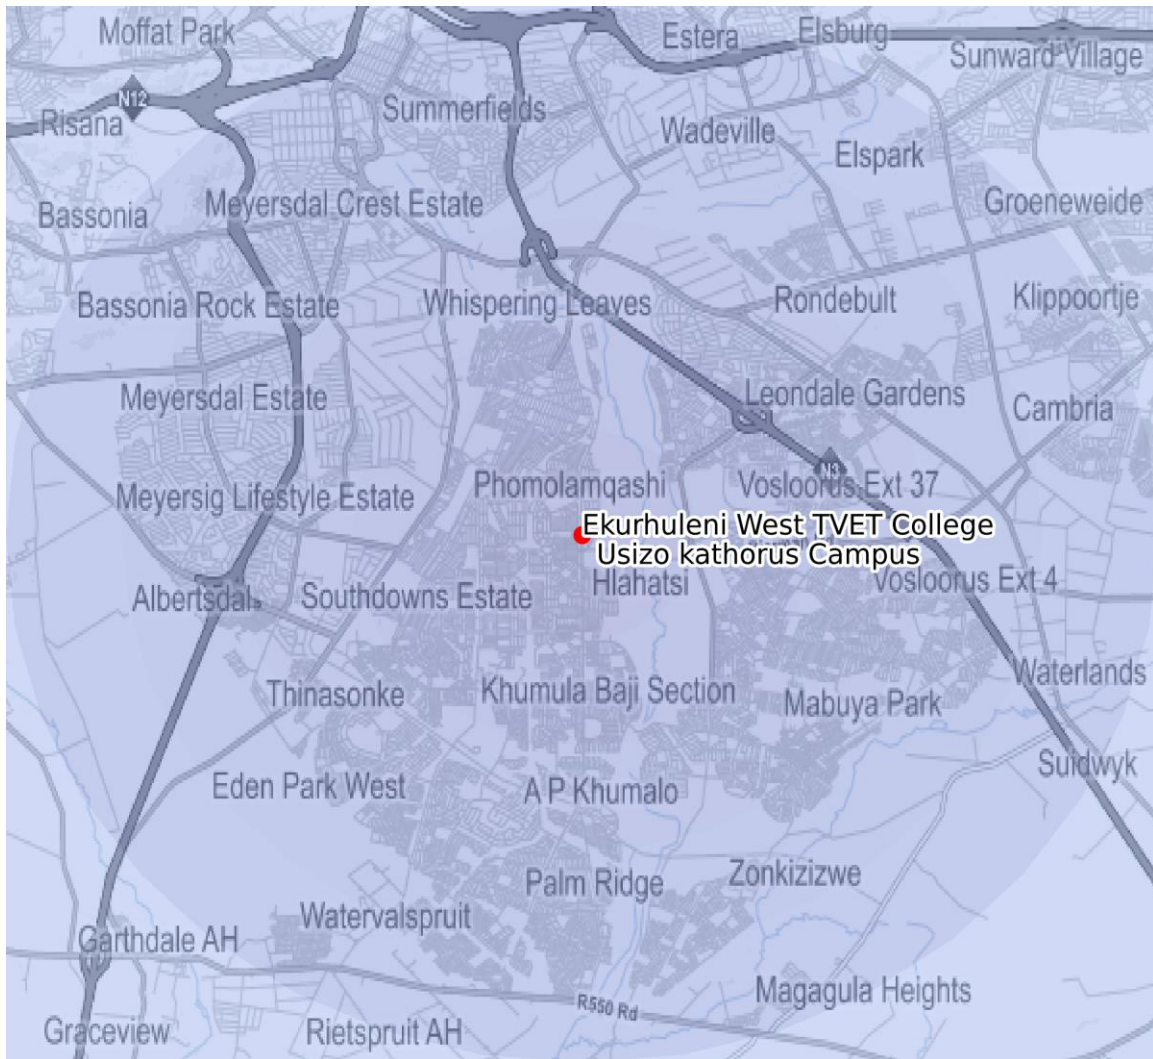 Moffat Park
Estera
Elsburg
Sunward Village
N12
Risana
Summerfields
Wadeville
Elspark
Bassonia
Meyersdal Crest Estate
Groeneweide
Bassonia Rock Estate
Whispering Leaves
Rondebult
Klippoortje
Meyersdal Estate
Leondale Gardens
Cambria
N3
Meyersig Lifestyle Estate
Phomolamqashi
Vosloorus Ext 37
Ekurhuleni West TVET College
Usizo kathorus Campus
Hlahatsi
Vosloorus Ext 4
Albertsdal
Southdowns Estate
Thinasonke
Khumula Baji Section
Mabuya Park
Waterlands
Suidwyk
Eden Park West
A P Khumalo
Palm Ridge
Zonkizizwe
Watervalspruit
Garthdale AH
R550 Rd
Magagula Heights
Graceview
Rietspruit AH